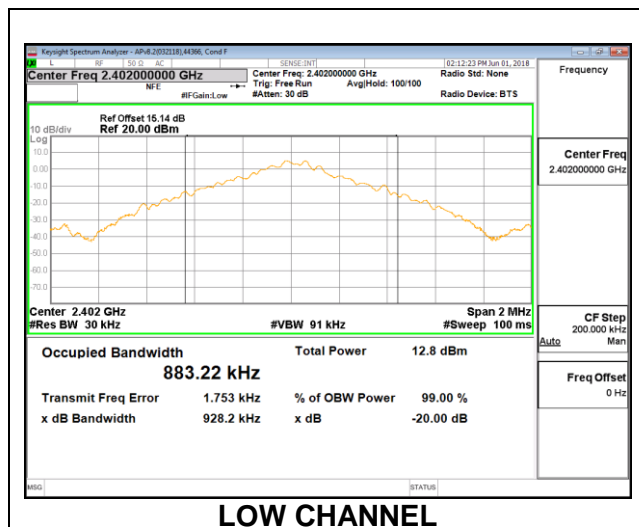 Keysight Spectrum Analyzer - APv8.2(032118),44366, Cond F
L RF 50 Ω AC SENSE:INT 02:12:23 PM Jun 01, 2018
Center Freq 2.402000000 GHz
NFE
#IFGain:Low
Center Freq: 2.402000000 GHz
Trig: Free Run Avg|Hold: 100/100
#Atten: 30 dB
Radio Std: None
Radio Device: BTS
Frequency
Ref Offset 15.14 dB
10 dB/div Ref 20.00 dBm
Log
10.0
0.00
-10.0
-20.0
-30.0
-40.0
-50.0
-60.0
-70.0
Center Freq
2.402000000 GHz
Center 2.402 GHz Span 2 MHz
#Res BW 30 kHz #VBW 91 kHz #Sweep 100 ms
CF Step
200.000 kHz
Auto Man
Occupied Bandwidth Total Power 12.8 dBm
883.22 kHz
Transmit Freq Error 1.753 kHz % of OBW Power 99.00 %
x dB Bandwidth 928.2 kHz x dB -20.00 dB
Freq Offset
0 Hz
MSG STATUS
LOW CHANNEL